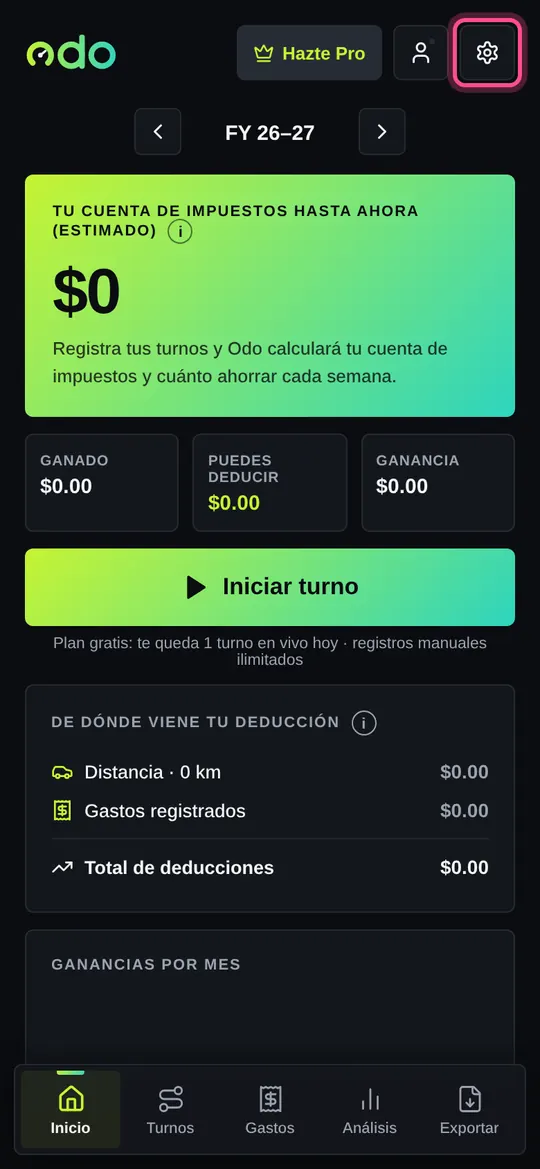 odo
Hazte Pro
FY 26–27
TU CUENTA DE IMPUESTOS HASTA AHORA
(ESTIMADO) i
$0
Registra tus turnos y Odo calculará tu cuenta de
impuestos y cuánto ahorrar cada semana.
GANADO
$0.00
PUEDES
DEDUCIR
$0.00
GANANCIA
$0.00
Iniciar turno
Plan gratis: te queda 1 turno en vivo hoy · registros manuales
ilimitados
DE DÓNDE VIENE TU DEDUCCIÓN i
Distancia · 0 km $0.00
Gastos registrados $0.00
Total de deducciones $0.00
GANANCIAS POR MES
Inicio Turnos Gastos Análisis Exportar